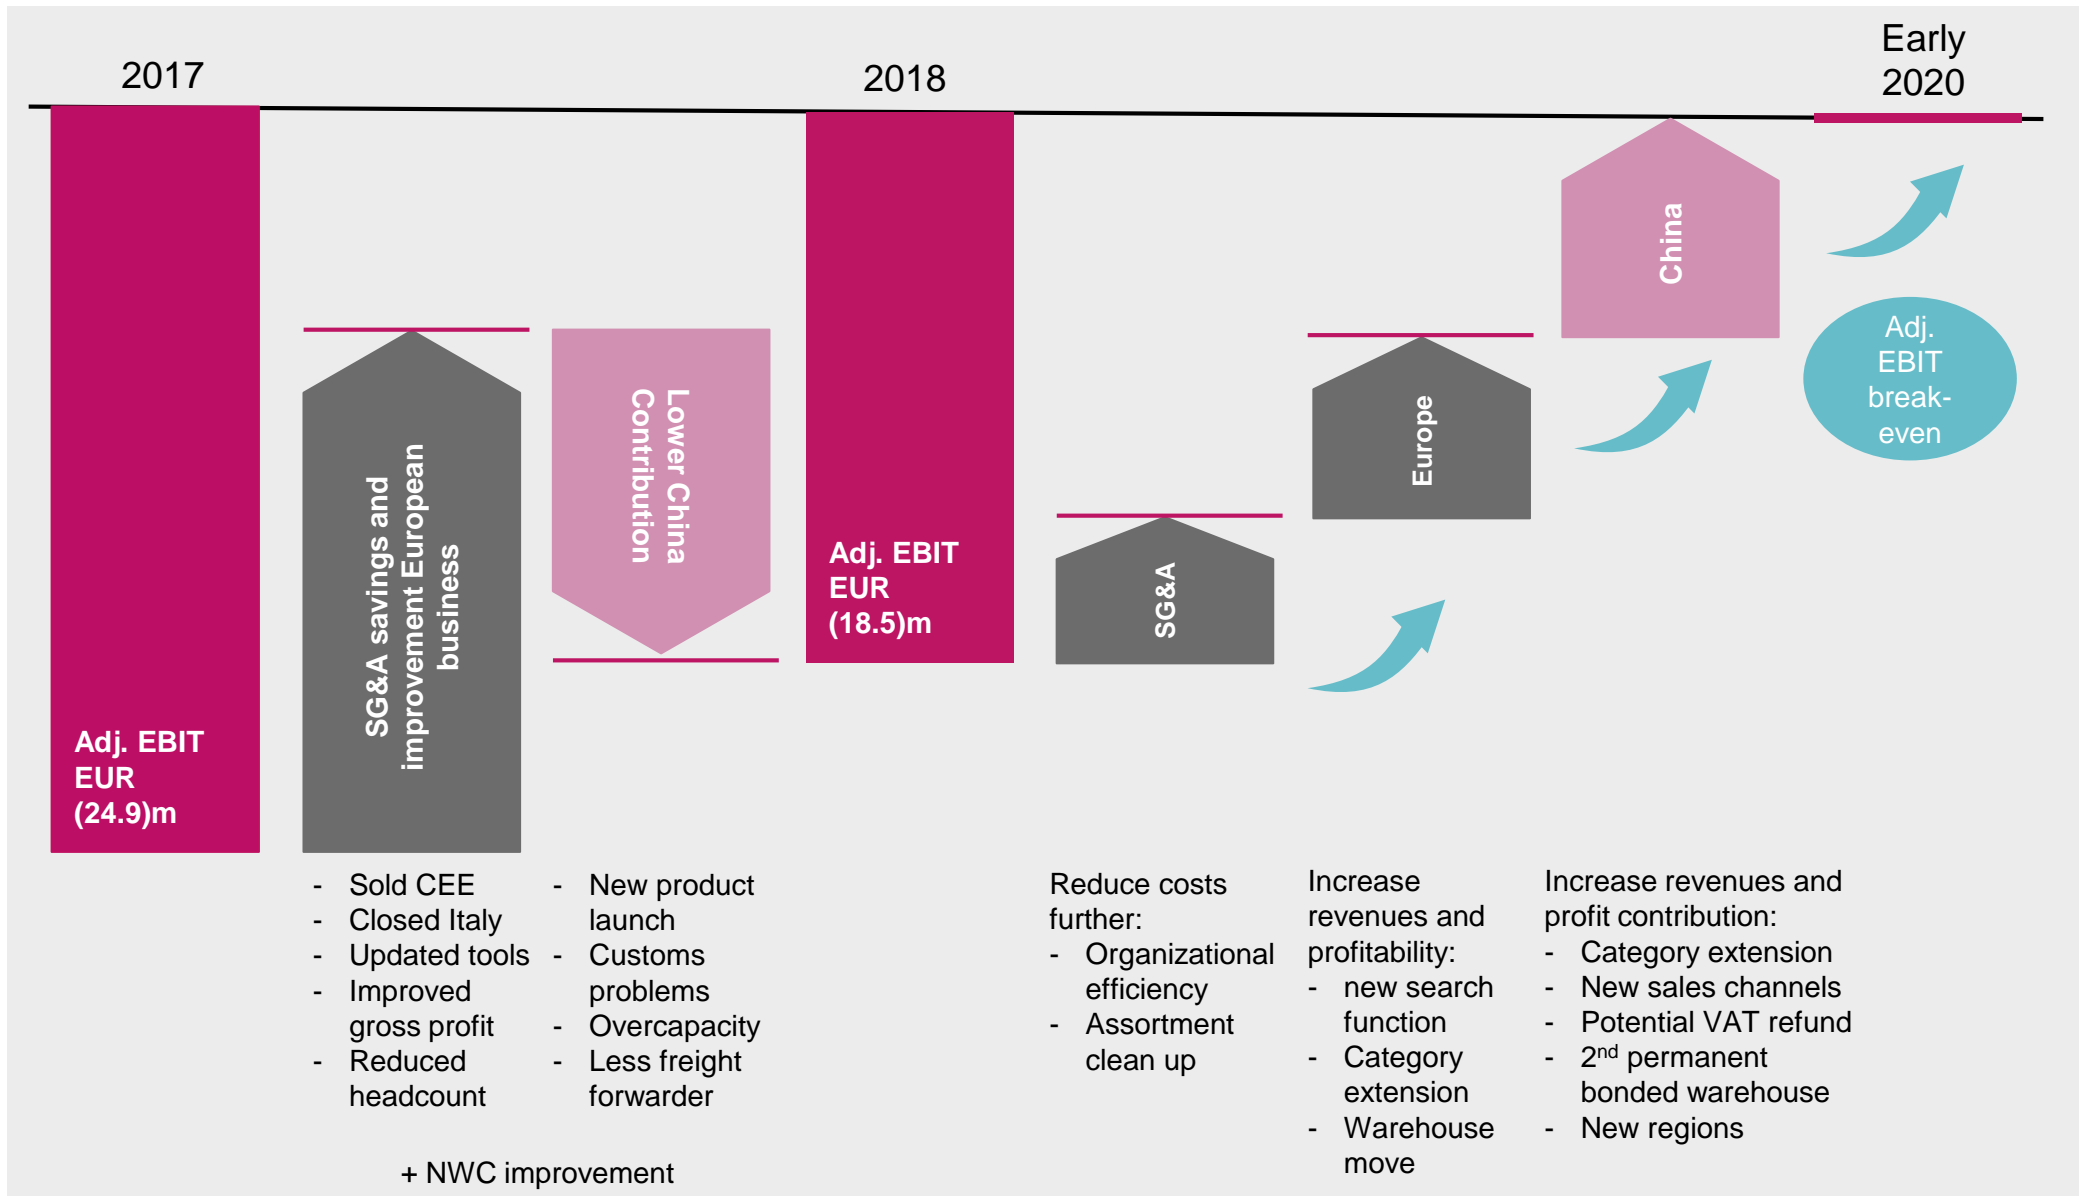 2017
2018
Early
2020
Adj. EBIT
EUR
(24.9)m
SG&A savings and
improvement European
business
Lower China
Contribution
Adj. EBIT
EUR
(18.5)m
SG&A
Europe
China
Adj.
EBIT
break-
even
- Sold CEE
- Closed Italy
- Updated tools
- Improved
gross profit
- Reduced
headcount
- New product
launch
- Customs
problems
- Overcapacity
- Less freight
forwarder
+ NWC improvement
Reduce costs
further:
- Organizational
efficiency
- Assortment
clean up
Increase
revenues and
profitability:
- new search
function
- Category
extension
- Warehouse
move
Increase revenues and
profit contribution:
- Category extension
- New sales channels
- Potential VAT refund
- 2nd permanent
bonded warehouse
- New regions